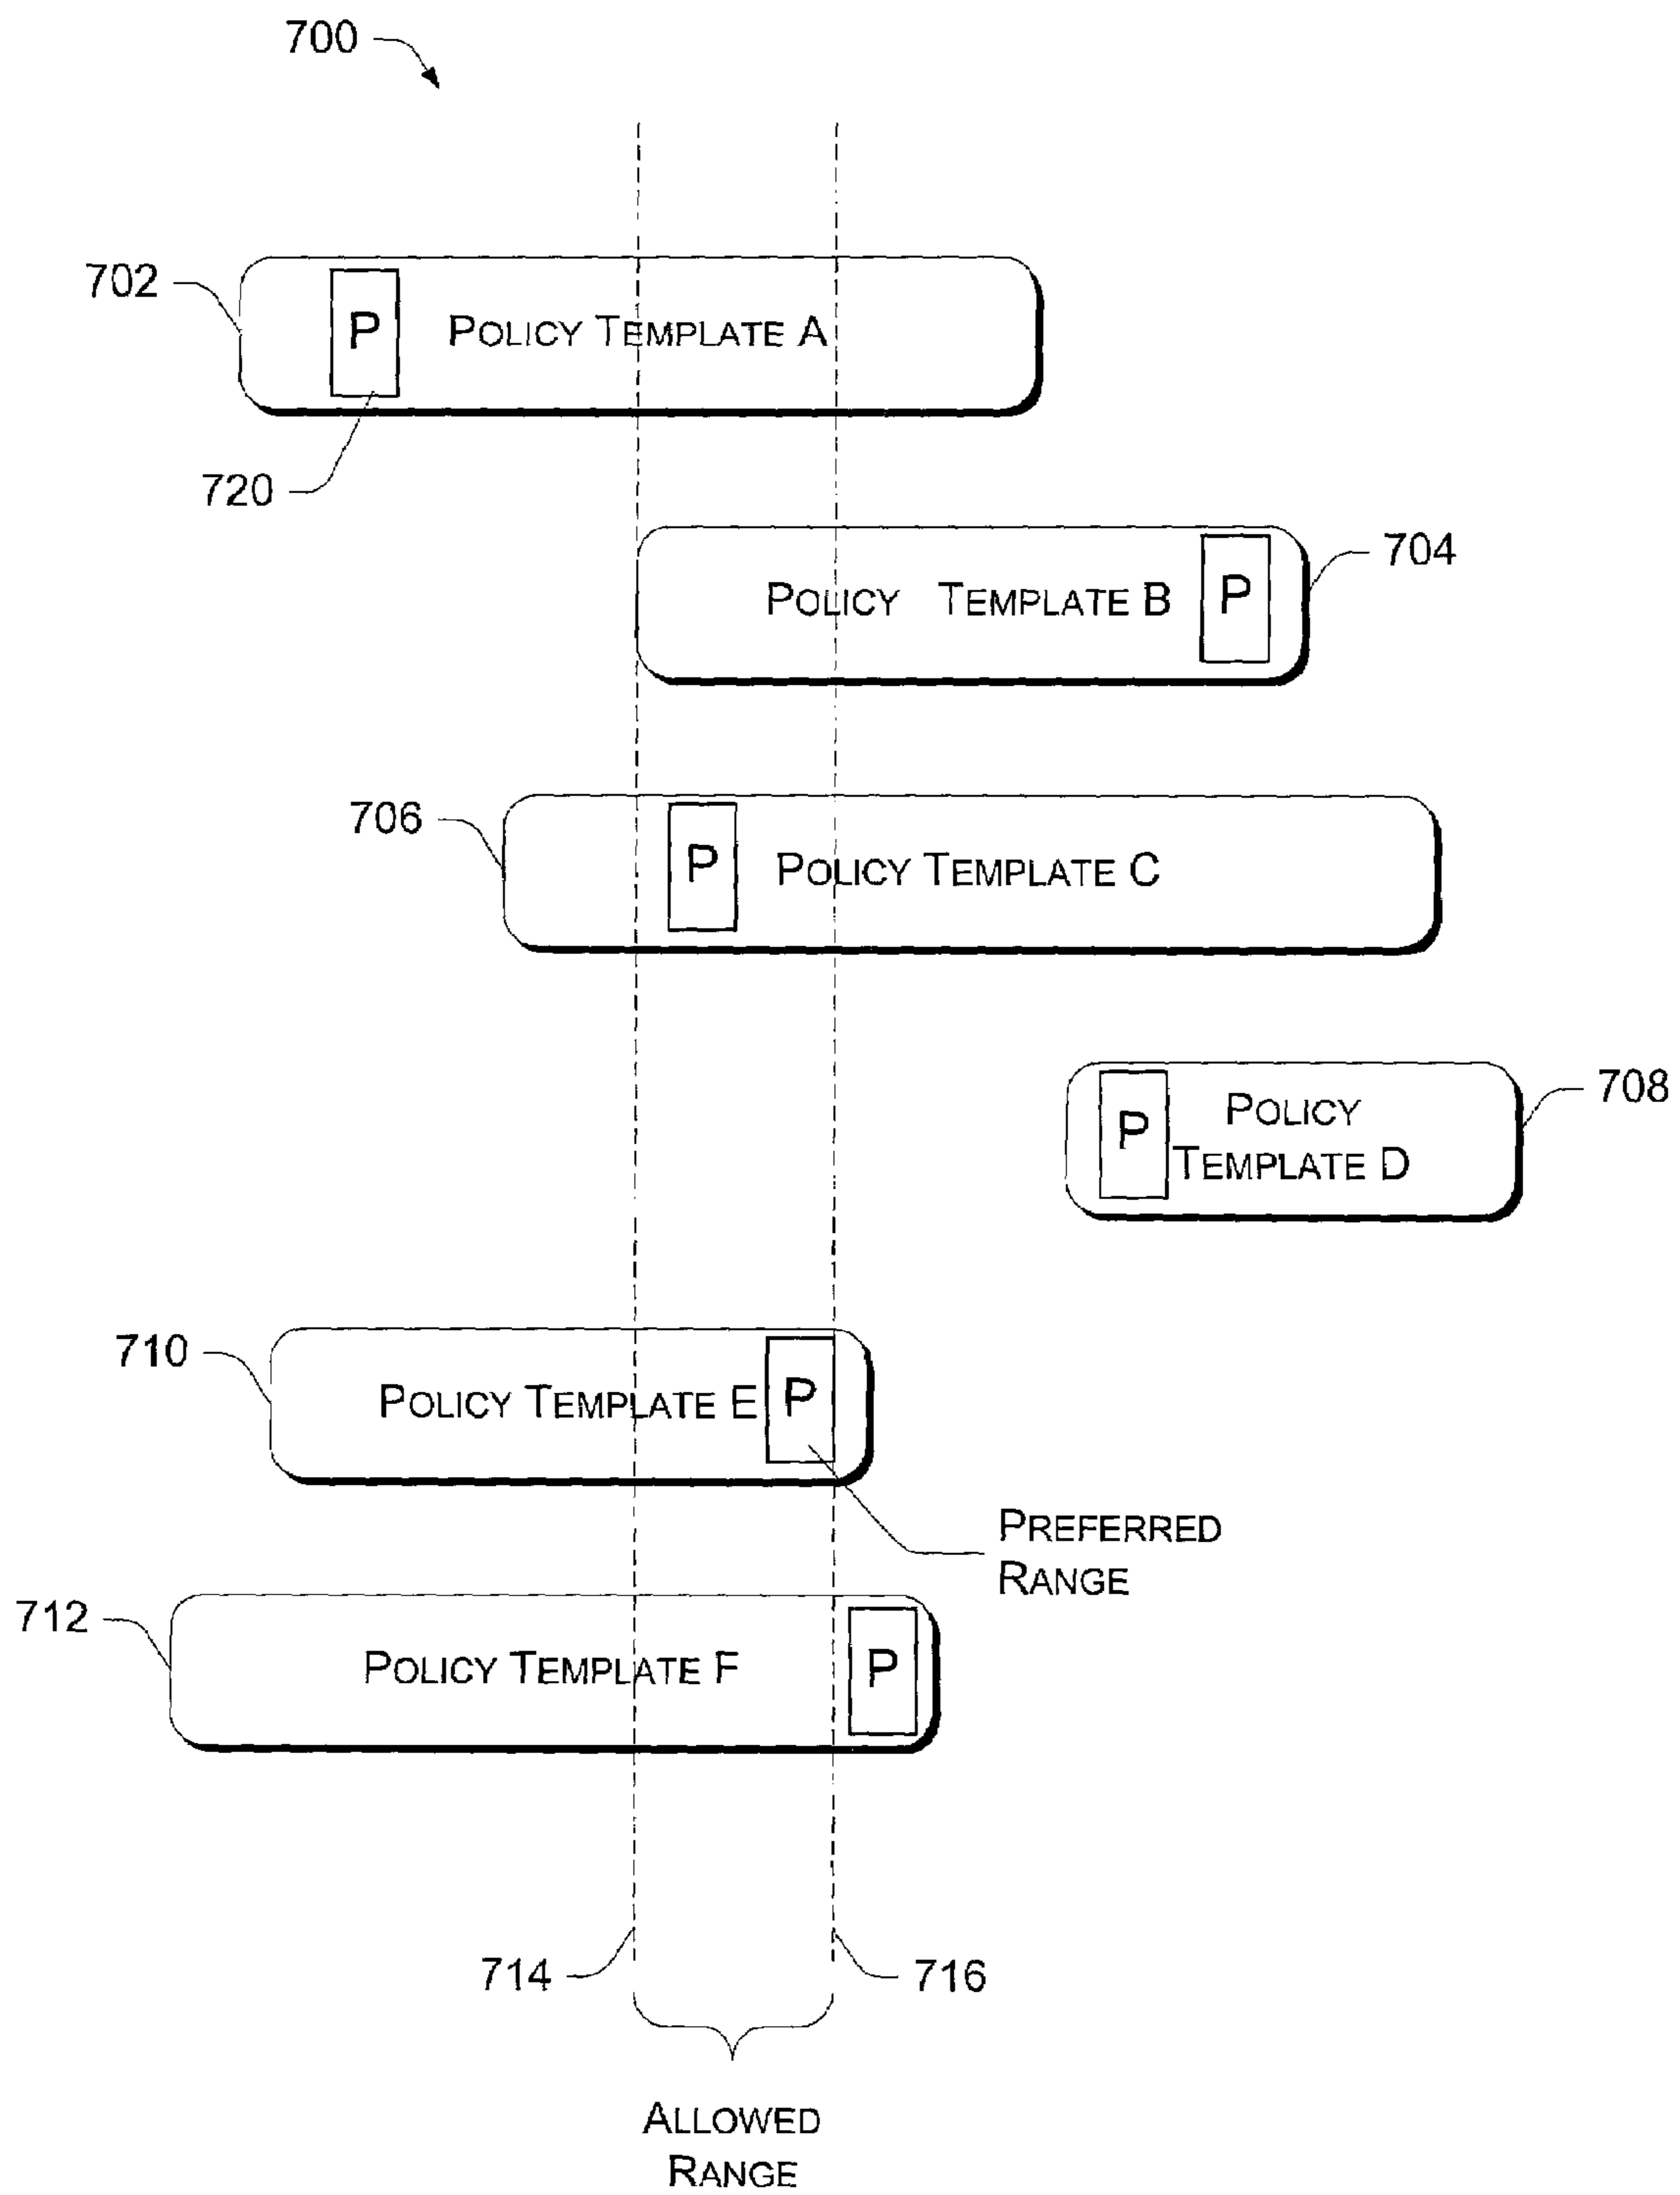 700
702
P POLICY TEMPLATE A
720
POLICY TEMPLATE B P
704
706
P POLICY TEMPLATE C
P POLICY
TEMPLATE D
708
710
POLICY TEMPLATE E P
PREFERRED
RANGE
712
POLICY TEMPLATE F P
714
716
ALLOWED
RANGE